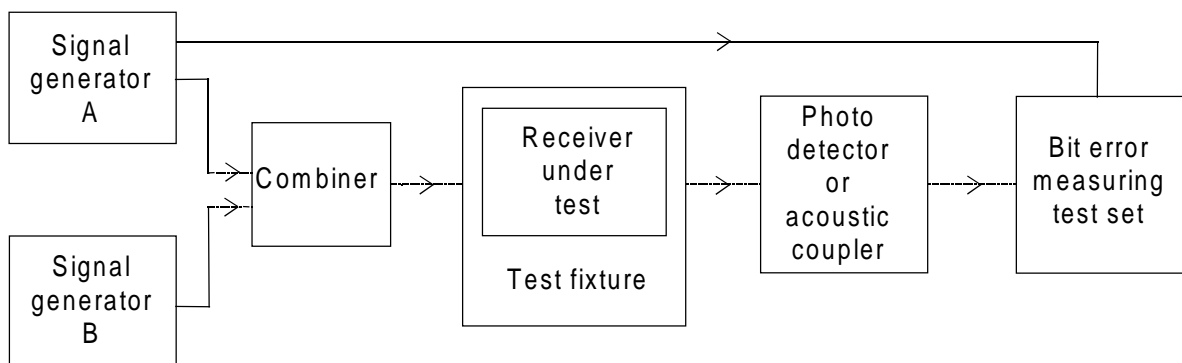 Signal
generator
A
Combiner
Signal
generator
B
Receiver
under
test
Test fixture
Photo
detector
or
acoustic
coupler
Bit error
measuring
test set